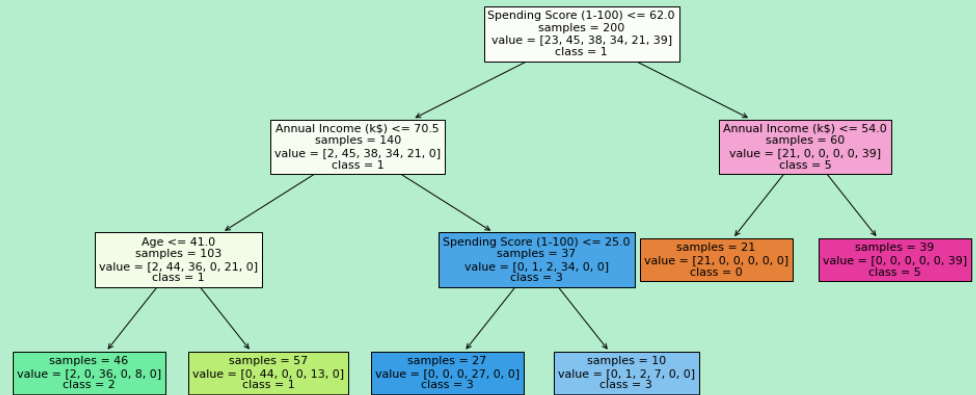 Spending Score (1-100) <= 62.0
samples = 200
value = [23, 45, 38, 34, 21, 39]
class = 1
Annual Income (k$) <= 70.5
samples = 140
value = [2, 45, 38, 34, 21, 0]
class = 1
Annual Income (k$) <= 54.0
samples = 60
value = [21, 0, 0, 0, 0, 39]
class = 5
Age <= 41.0
samples = 103
value = [2, 44, 36, 0, 21, 0]
class = 1
Spending Score (1-100) <= 25.0
samples = 37
value = [0, 1, 2, 34, 0, 0]
class = 3
samples = 21
value = [21, 0, 0, 0, 0, 0]
class = 0
samples = 39
value = [0, 0, 0, 0, 0, 39]
class = 5
samples = 46
value = [2, 0, 36, 0, 8, 0]
class = 2
samples = 57
value = [0, 44, 0, 0, 13, 0]
class = 1
samples = 27
value = [0, 0, 0, 27, 0, 0]
class = 3
samples = 10
value = [0, 1, 2, 7, 0, 0]
class = 3